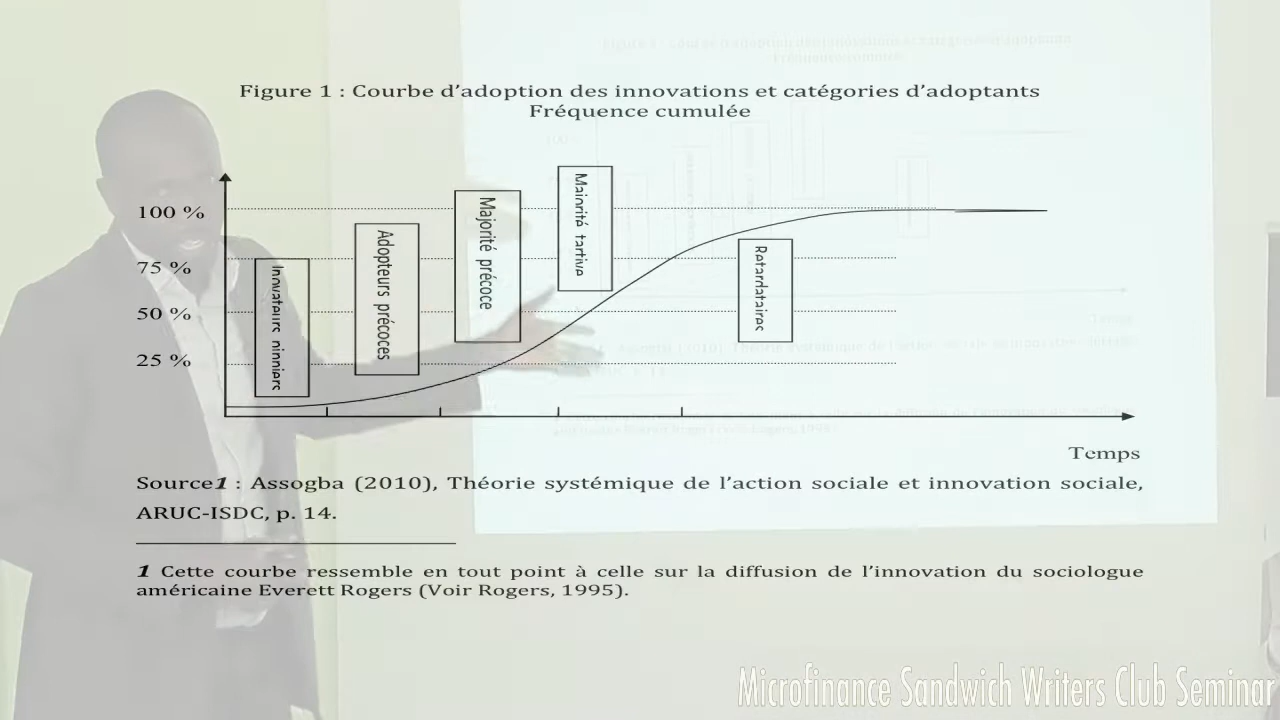 Figure 1 : Courbe d'adoption des innovations et catégories d'adoptants
Fréquence cumulée
100 %
75 %
50 %
25 %
Adopteurs précoces
Majorité précoce
Majorité tartive
Retardataires
Temps
Source1 : Assogba (2010), Théorie systémique de l'action sociale et innovation sociale,
ARUC-ISDC, p. 14.
1 Cette courbe ressemble en tout point à celle sur la diffusion de l'innovation du sociologue
américaine Everett Rogers (Voir Rogers, 1995).
Microfinance Sandwich Writers Club Seminar